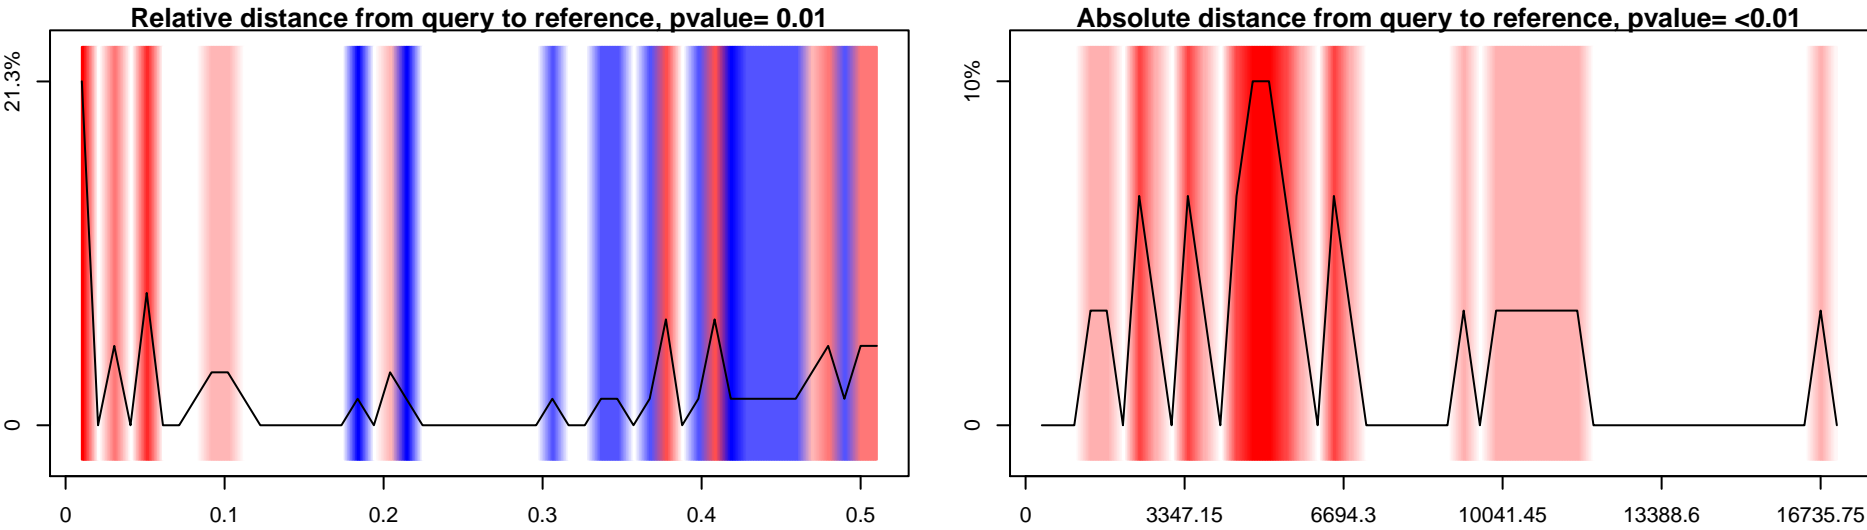 Relative distance from query to reference, pvalue= 0.01
21.3%
0
0 0.1 0.2 0.3 0.4 0.5
Absolute distance from query to reference, pvalue= <0.01
10%
0
0 3347.15 6694.3 10041.45 13388.6 16735.75